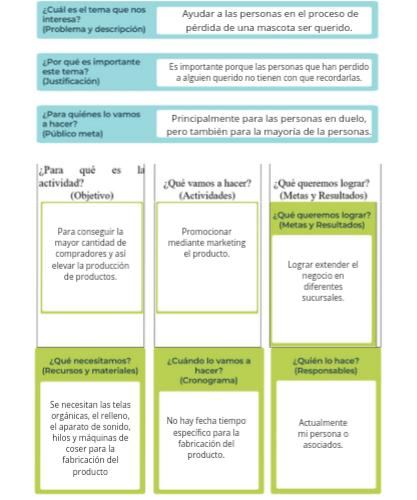 ¿Cuál es el tema que nos
interesa?
(Problema y descripción)
Ayudar a las personas en el proceso de
pérdida de una mascota ser querido.
¿Por qué es importante
este tema?
(Justificación)
Es importante porque las personas que han perdido
a alguien querido no tienen con que recordarlas.
¿Para quiénes lo vamos
a hacer?
(Público meta)
Principalmente para las personas en duelo,
pero también para la mayoría de la personas.
¿Para qué es la
actividad?
(Objetivo)
Para conseguir la
mayor cantidad de
compradores y así
elevar la producción
de productos.
¿Qué vamos a hacer?
(Actividades)
Promocionar
mediante marketing
el producto.
¿Qué queremos lograr?
(Metas y Resultados)
¿Qué queremos lograr?
(Metas y Resultados)
Lograr extender el
negocio en
diferentes
sucursales.
¿Qué necesitamos?
(Recursos y materiales)
Se necesitan las telas
orgánicas, el relleno,
el aparato de sonido,
hilos y máquinas de
coser para la
fabricación del
producto
¿Cuándo lo vamos a
hacer?
(Cronograma)
No hay fecha tiempo
específico para la
fabricación del
producto.
¿Quién lo hace?
(Responsables)
Actualmente
mi persona o
asociados.